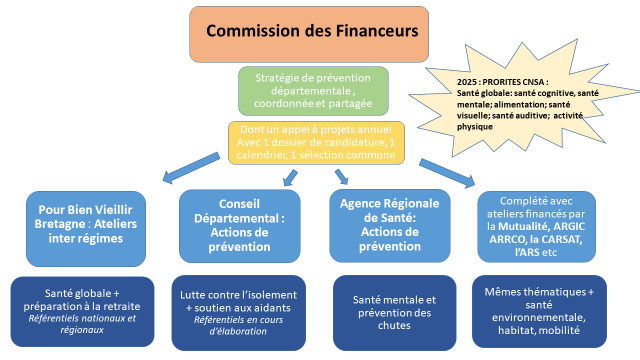 Commission des Financeurs
Stratégie de prévention
départementale ,
coordonnée et partagée
2025 : PRORITES CNSA :
Santé globale: santé cognitive, santé
mentale; alimentation; santé
visuelle; santé auditive; activité
physique
Dont un appel à projets annuel
Avec 1 dossier de candidature, 1
calendrier, 1 sélection commune
Pour Bien Vieillir
Bretagne : Ateliers
inter régimes
Conseil
Départemental :
Actions de
prévention
Agence Régionale
de Santé:
Actions de
prévention
Complété avec
ateliers financés par
la Mutualité, ARGIC
ARRCO, la CARSAT,
l’ARS etc
Santé globale +
préparation à la retraite
Référentiels nationaux et
régionaux
Lutte contre l’isolement
+ soutien aux aidants
Référentiels en cours
d’élaboration
Santé mentale et
prévention des
chutes
Mêmes thématiques +
santé
environnementale,
habitat, mobilité